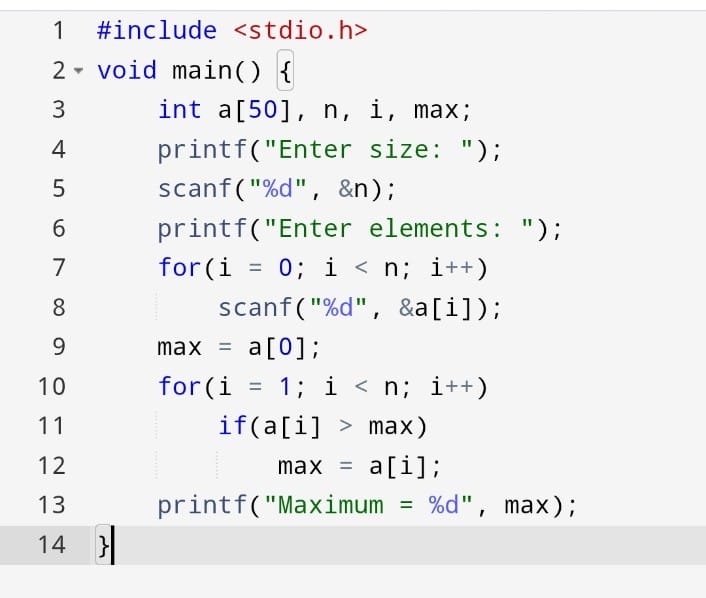 1 #include <stdio.h>
2 void main() {
3     int a[50], n, i, max;
4     printf("Enter size: ");
5     scanf("%d", &n);
6     printf("Enter elements: ");
7     for(i = 0; i < n; i++)
8         scanf("%d", &a[i]);
9     max = a[0];
10     for(i = 1; i < n; i++)
11         if(a[i] > max)
12             max = a[i];
13     printf("Maximum = %d", max);
14 }